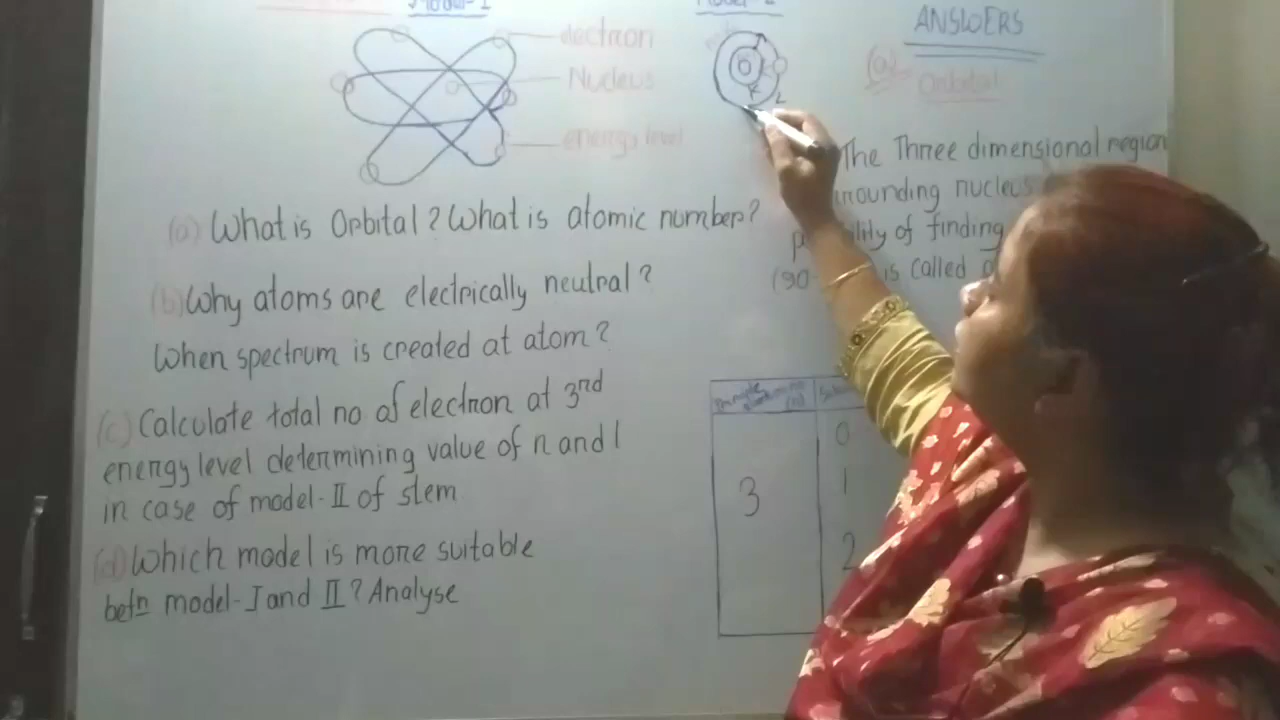 Model-I
Model-2
electron
Nucleus
energy level
K
L
ANSWERS
(a) Orbital
The Three dimensional region
nucleus
of finding
(90
is called
(a) What is Orbital? What is atomic number?
(b) Why atoms are electrically neutral?
When spectrum is created at atom?
(c) Calculate total no of electron at 3rd
energy level determining value of n and l
in case of model-II of stem
(d) Which model is more suitable
betn model-I and II? Analyse
(n)
3
0
1
2